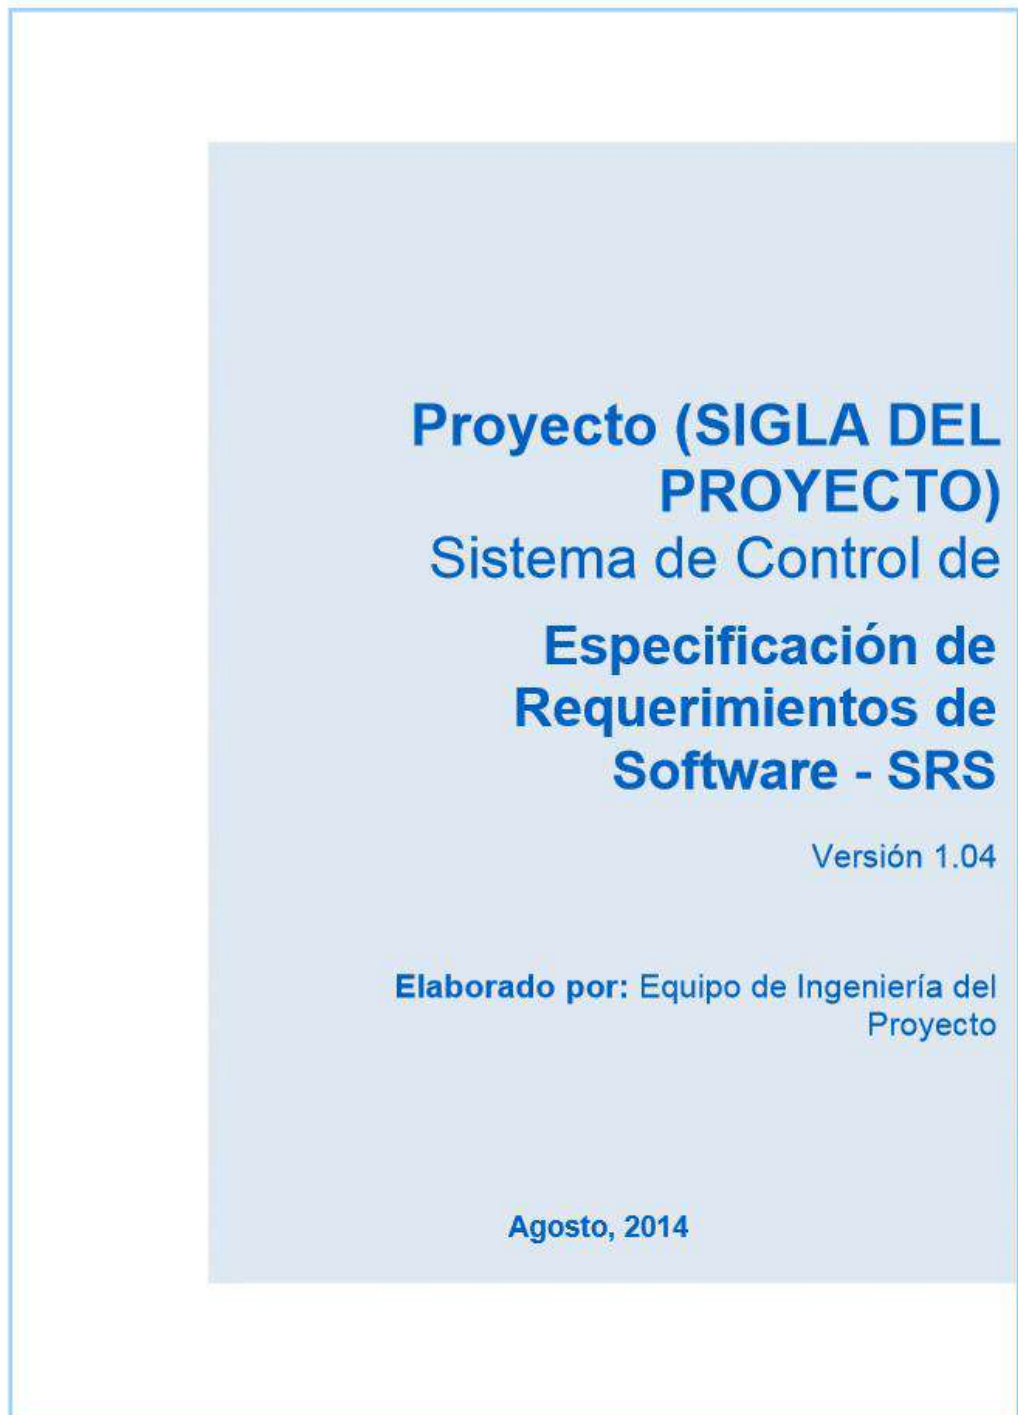 Proyecto (SIGLA DEL
PROYECTO)
Sistema de Control de
Especificación de
Requerimientos de
Software - SRS
Versión 1.04
Elaborado por: Equipo de Ingeniería del
Proyecto
Agosto, 2014